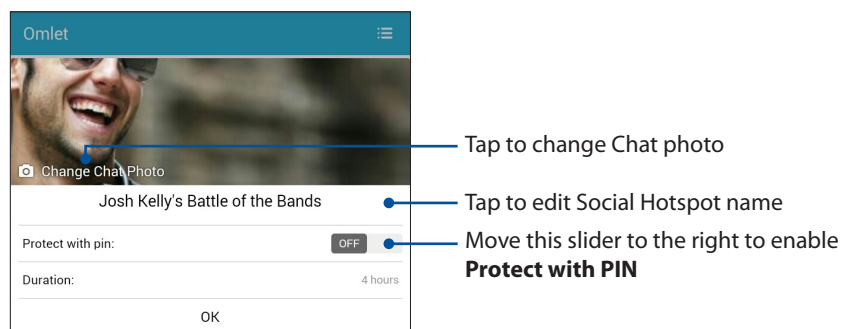 Omlet
Change Chat Photo
Tap to change Chat photo
Josh Kelly's Battle of the Bands
Tap to edit Social Hotspot name
Protect with pin:
OFF
Move this slider to the right to enable
Protect with PIN
Duration:
4 hours
OK